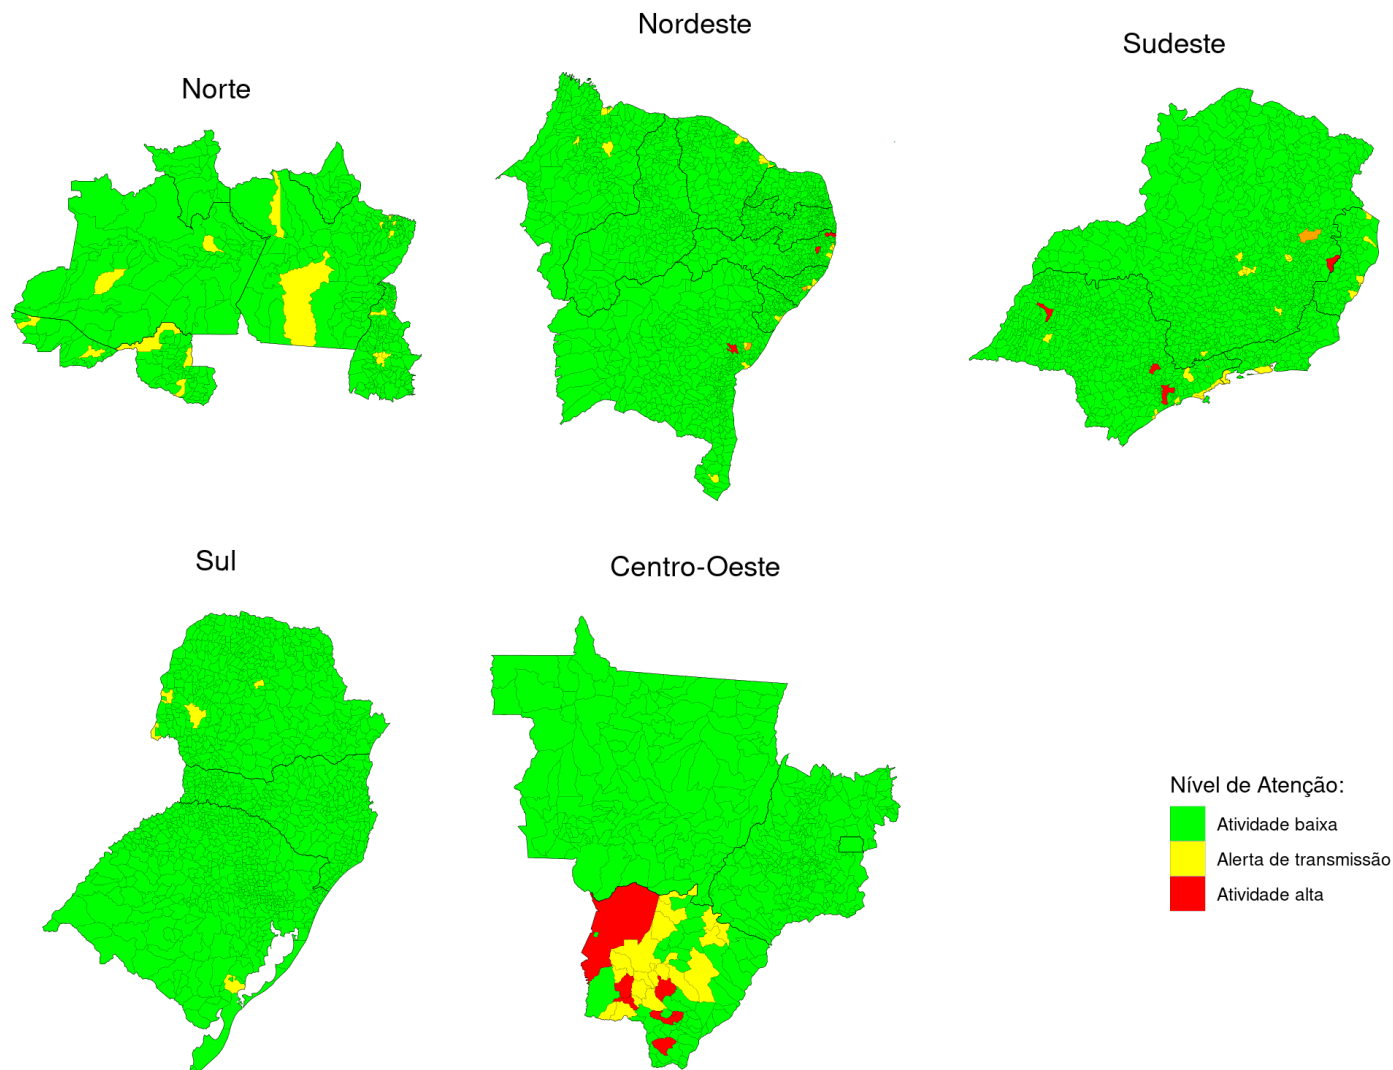 Nordeste
Sudeste
Norte
Sul
Centro-Oeste
Nível de Atenção:
Atividade baixa
Alerta de transmissão
Atividade alta